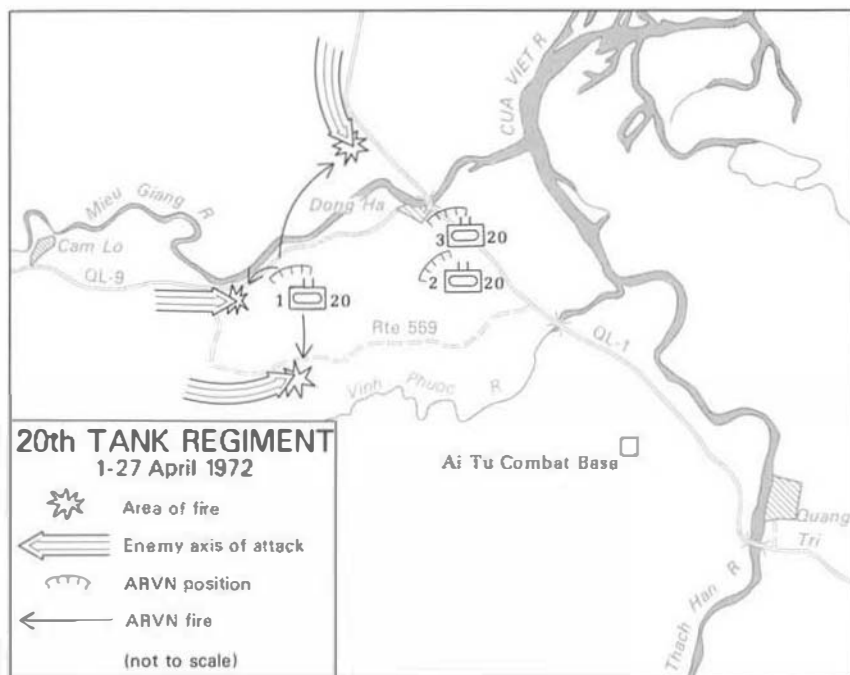 CUA VIET R
Mieu Giang R
Dong Ha
Cam Lo
QL-9
3 20
2 20
1 20
Rte 559
QL-1
Vinh Phuoc R
Ai Tu Combat Base
Quang
Tri
Thach Han R
20th TANK REGIMENT
1-27 April 1972
Area of fire
Enemy axis of attack
ARVN position
ARVN fire
(not to scale)